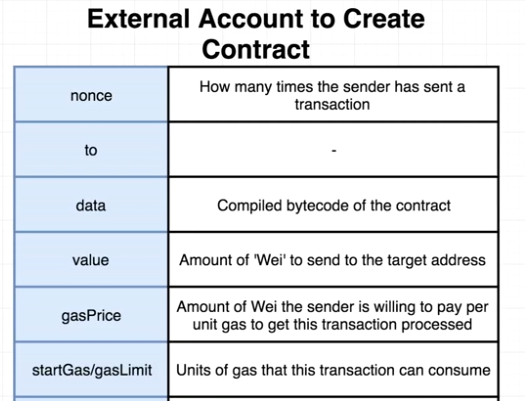 External Account to Create
Contract
nonce
How many times the sender has sent a
transaction
to
-
data
Compiled bytecode of the contract
value
Amount of 'Wei' to send to the target address
gasPrice
Amount of Wei the sender is willing to pay per
unit gas to get this transaction processed
startGas/gasLimit
Units of gas that this transaction can consume